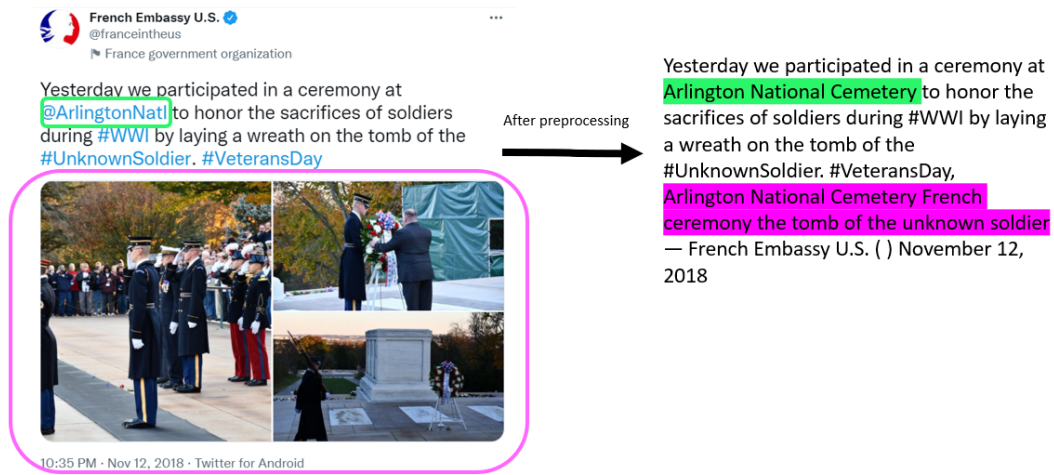 French Embassy U.S.
@franceintheus
France government organization
Yesterday we participated in a ceremony at
@ArlingtonNatl to honor the sacrifices of soldiers
during #WWI by laying a wreath on the tomb of the
#UnknownSoldier. #VeteransDay
10:35 PM · Nov 12, 2018 · Twitter for Android
After preprocessing
Yesterday we participated in a ceremony at
Arlington National Cemetery to honor the
sacrifices of soldiers during #WWI by laying
a wreath on the tomb of the
#UnknownSoldier. #VeteransDay,
Arlington National Cemetery French
ceremony the tomb of the unknown soldier
— French Embassy U.S. ( ) November 12,
2018